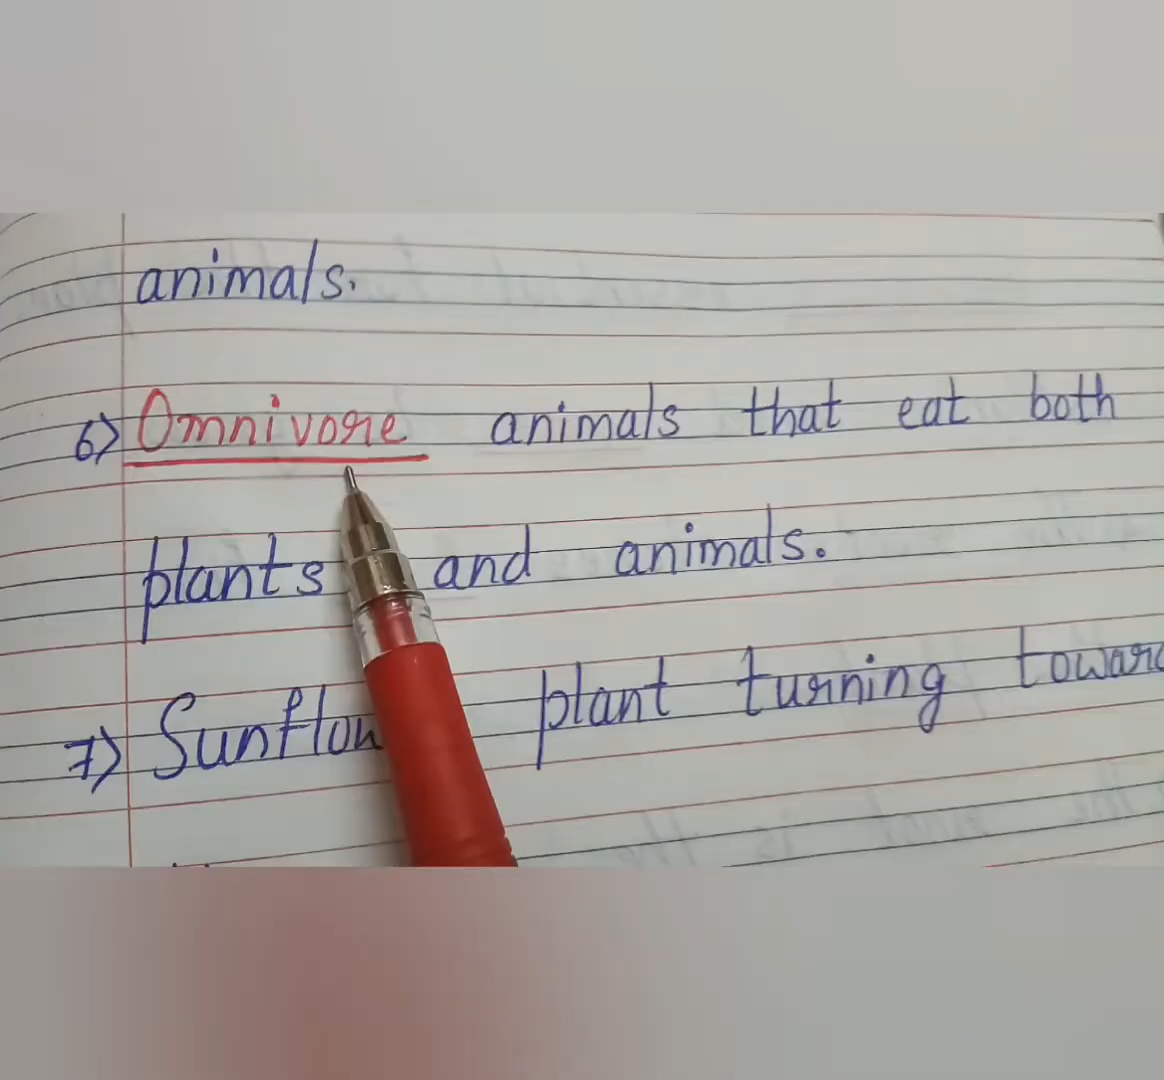 animals.
6) Omnivore animals that eat both
plants and animals.
7) plant turning